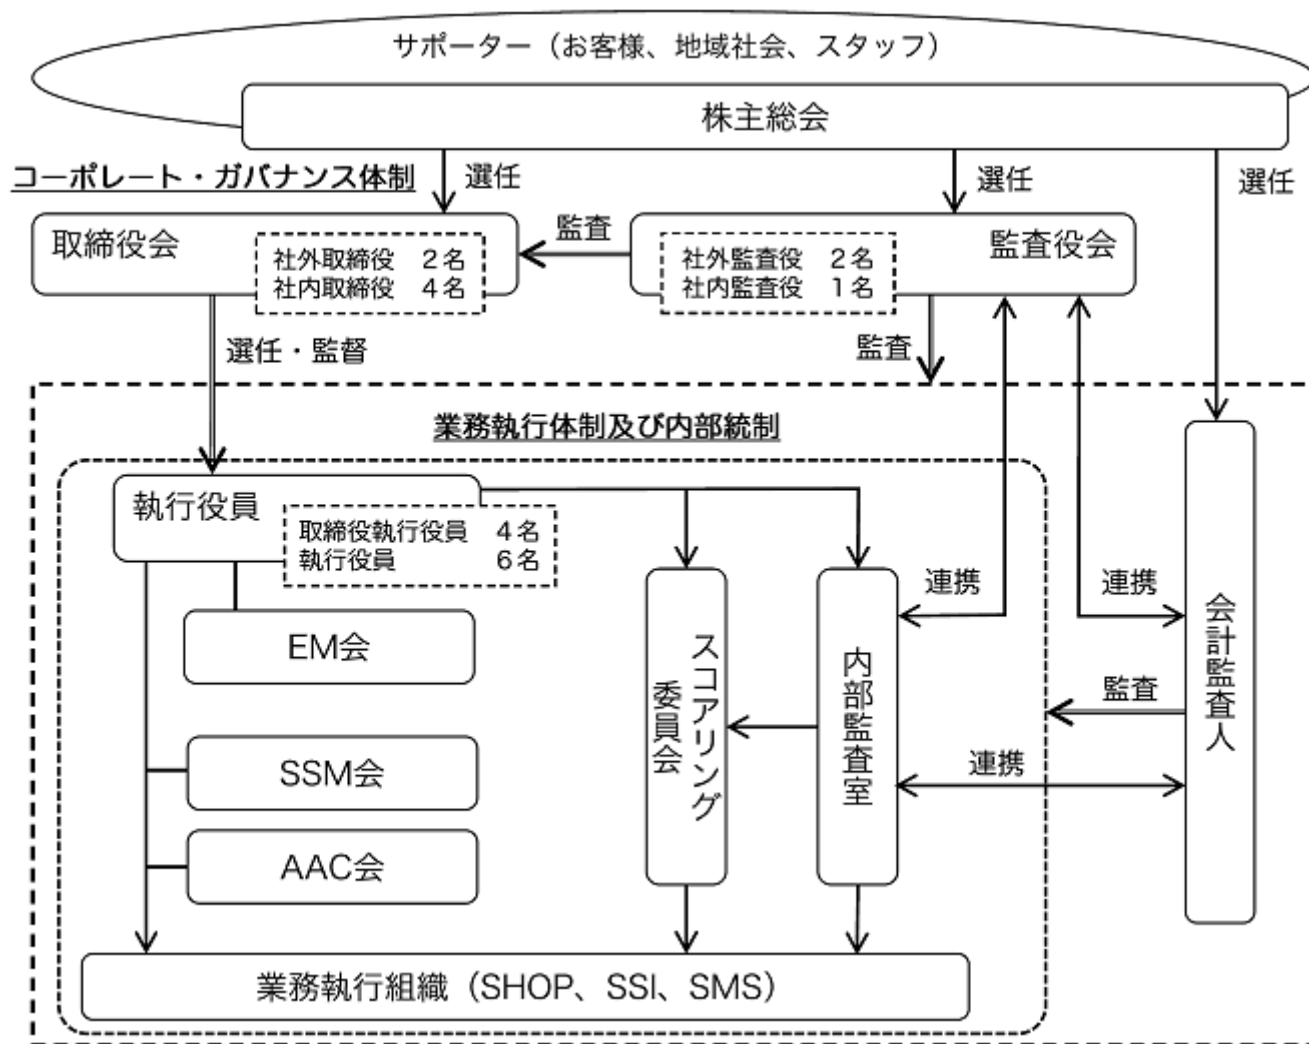 サポーター（お客様、地域社会、スタッフ）
株主総会
コーポレート・ガバナンス体制
選任
選任
選任
取締役会
社外取締役　２名
社内取締役　４名
監査
監査役会
社外監査役　２名
社内監査役　１名
選任・監督
監査
業務執行体制及び内部統制
執行役員
取締役執行役員　４名
執行役員　６名
EM会
SSM会
AAC会
スコアリング
委員会
内部監査室
連携
連携
監査
連携
会計監査人
業務執行組織（SHOP、SSI、SMS）